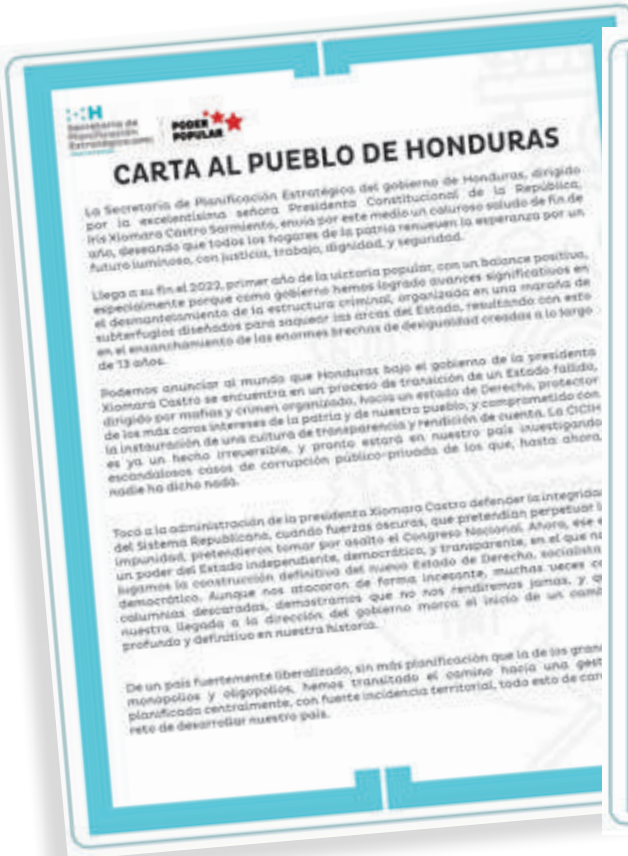 Secretaría de
Planificación
Estratégica
PODER
POPULAR
CARTA AL PUEBLO DE HONDURAS
La Secretaría de Planificación Estratégica del gobierno de Honduras, dirigido
por la excelentísima señora Presidenta Constitucional de la República,
Iris Xiomara Castro Sarmiento, envía por este medio un caluroso saludo de fin de
año, deseando que todos los hogares de la patria renueven la esperanza por un
futuro luminoso, con justicia, trabajo, dignidad, y seguridad.
Llega a su fin el 2022, primer año de la victoria popular, con un balance positivo,
especialmente porque como gobierno hemos logrado avances significativos en
el desmantelamiento de la estructura criminal, organizada en una maraña de
subterfugios diseñados para saquear las arcas del Estado, resultando con esto
en el ensanchamiento de las enormes brechas de desigualdad creadas a lo largo
de 13 años.
Podemos anunciar al mundo que Honduras bajo el gobierno de la presidenta
Xiomara Castro se encuentra en un proceso de transición de un Estado fallido,
dirigido por mafias y crimen organizado, hacia un estado de Derecho, protector
de los más caros intereses de la patria y de nuestro pueblo, y comprometido con
la instauración de una cultura de transparencia y rendición de cuenta. La CICIH
es ya un hecho irreversible, y pronto estará en nuestro país investigando
escandalosos casos de corrupción público-privada de los que, hasta ahora,
nadie ha dicho nada.
Tocó a la administración de la presidenta Xiomara Castro defender la integridad
del Sistema Republicano, cuando fuerzas oscuras, que pretendían perpetuar l
impunidad, pretendieron tomar por asalto el Congreso Nacional. Ahora, ese e
un poder del Estado independiente, democrático, y transparente, en el que no
jugamos la construcción definitiva del nuevo Estado de Derecho, socialista
democrático. Aunque nos atacaron de forma incesante, muchas veces c
calumnias descaradas, demostramos que no nos rendiremos jamas, y q
nuestra llegada a la dirección del gobierno marca el inicio de un camb
profundo y definitivo en nuestra historia.
De un país fuertemente liberalizado, sin más planificación que la de los grand
monopolios y oligopolios, hemos transitado el camino hacia una gest
planificada centralmente, con fuerte incidencia territorial, todo esto de cara
reto de desarrollar nuestro país.